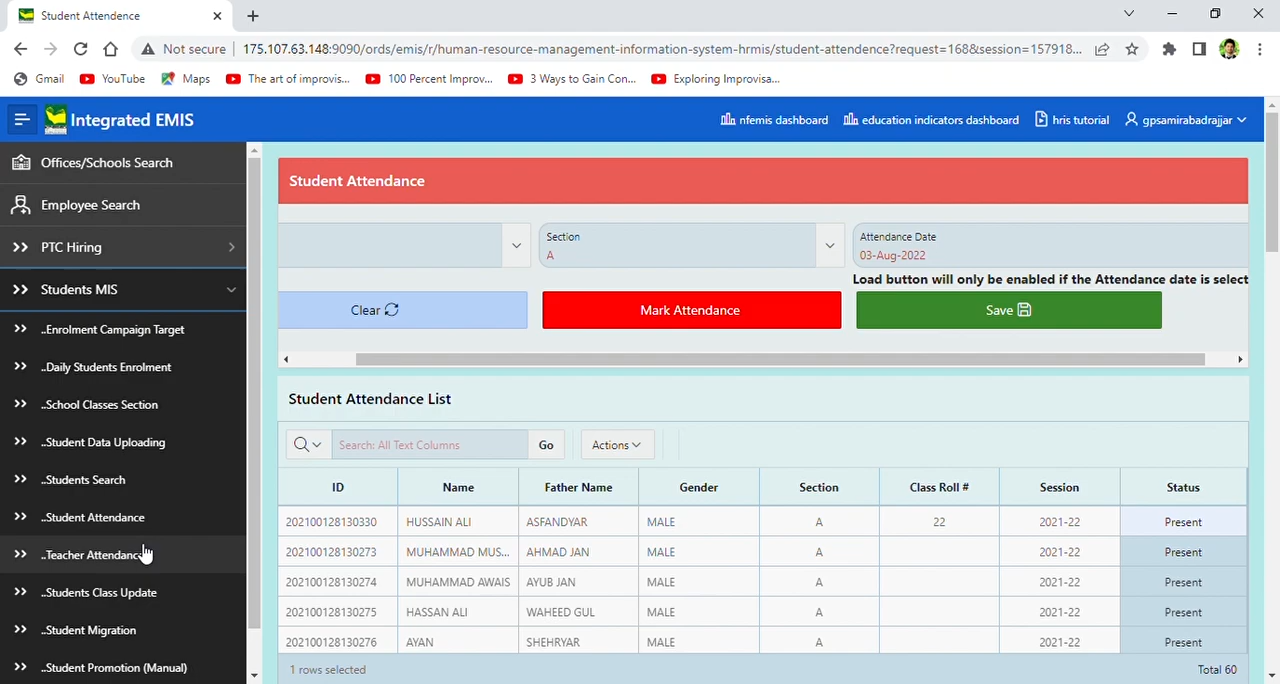 Student Attendence
Not secure
175.107.63.148:9090/ords/emis/r/human-resource-management-information-system-hrmis/student-attendence?request=168&session=157918...
Gmail YouTube Maps The art of improvis... 100 Percent Improv... 3 Ways to Gain Con... Exploring Improvisa...
Integrated EMIS
nfemis dashboard education indicators dashboard hris tutorial gpsamirabadrajjar
Offices/Schools Search
Employee Search
PTC Hiring
Students MIS
..Enrolment Campaign Target
..Daily Students Enrolment
..School Classes Section
..Student Data Uploading
..Students Search
..Student Attendance
..Teacher Attendanc
..Students Class Update
..Student Migration
..Student Promotion (Manual)
Student Attendance
Section
A
Attendance Date
03-Aug-2022
Load button will only be enabled if the Attendance date is select
Clear Mark Attendance Save
Student Attendance List
Search: All Text Columns Go Actions
ID Name Father Name Gender Section Class Roll # Session Status
202100128130330 HUSSAIN ALI ASFANDYAR MALE A 22 2021-22 Present
202100128130273 MUHAMMAD MUS... AHMAD JAN MALE A 2021-22 Present
202100128130274 MUHAMMAD AWAIS AYUB JAN MALE A 2021-22 Present
202100128130275 HASSAN ALI WAHEED GUL MALE A 2021-22 Present
202100128130276 AYAN SHEHRYAR MALE A 2021-22 Present
1 rows selected Total 60